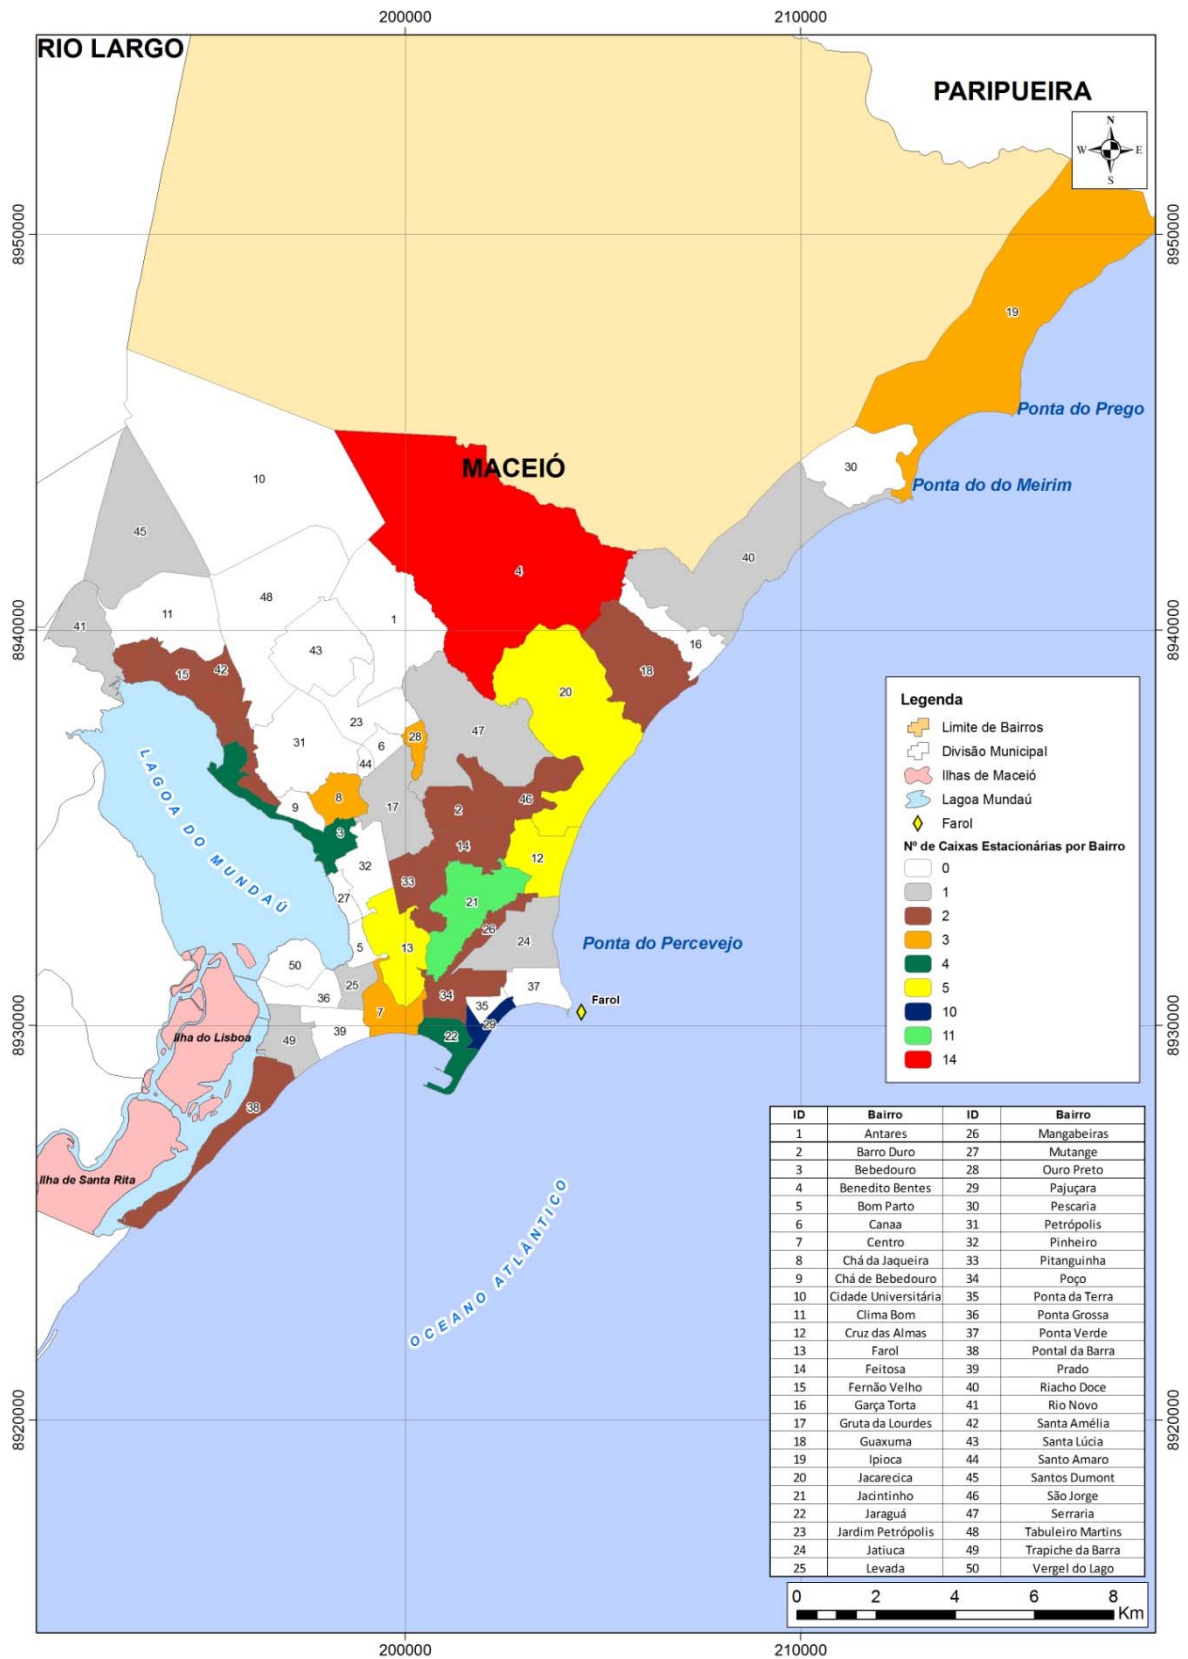 200000
210000
RIO LARGO
PARIPUEIRA
N
W E
S
8950000
8950000
19
Ponta do Prego
MACEIÓ
30
Ponta do do Meirim
10
45
4
40
48
11
1
41
8940000
8940000
43
16
42
15
18
20
23
47
31
6
28
44
LAGOA DO MUNDAÚ
8
9
17
2
46
3
14
12
32
33
27
21
26
5
13
24
Ponta do Percevejo
50
25
37
36
34
35
Farol
7
29
8930000
8930000
39
22
49
Ilha do Lisboa
38
Ilha de Santa Rita
OCEANO ATLÂNTICO
8920000
8920000
Legenda
Limite de Bairros
Divisão Municipal
Ilhas de Maceió
Lagoa Mundaú
Farol
Nº de Caixas Estacionárias por Bairro
0
1
2
3
4
5
10
11
14
ID Bairro ID Bairro
1 Antares 26 Mangabeiras
2 Barro Duro 27 Mutange
3 Bebedouro 28 Ouro Preto
4 Benedito Bentes 29 Pajuçara
5 Bom Parto 30 Pescaria
6 Canaa 31 Petrópolis
7 Centro 32 Pinheiro
8 Chá da Jaqueira 33 Pitanguinha
9 Chá de Bebedouro 34 Poço
10 Cidade Universitária 35 Ponta da Terra
11 Clima Bom 36 Ponta Grossa
12 Cruz das Almas 37 Ponta Verde
13 Farol 38 Pontal da Barra
14 Feitosa 39 Prado
15 Fernão Velho 40 Riacho Doce
16 Garça Torta 41 Rio Novo
17 Gruta da Lourdes 42 Santa Amélia
18 Guaxuma 43 Santa Lúcia
19 Ipioca 44 Santo Amaro
20 Jacarecica 45 Santos Dumont
21 Jacintinho 46 São Jorge
22 Jaraguá 47 Serraria
23 Jardim Petrópolis 48 Tabuleiro Martins
24 Jatiuca 49 Trapiche da Barra
25 Levada 50 Vergel do Lago
0 2 4 6 8
Km
200000
210000